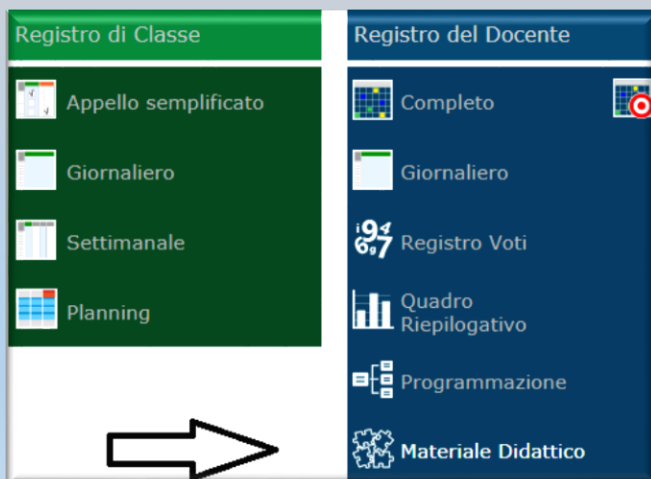 Registro di Classe
Appello semplificato
Giornaliero
Settimanale
Planning
Registro del Docente
Completo
Giornaliero
Registro Voti
Quadro
Riepilogativo
Programmazione
Materiale Didattico